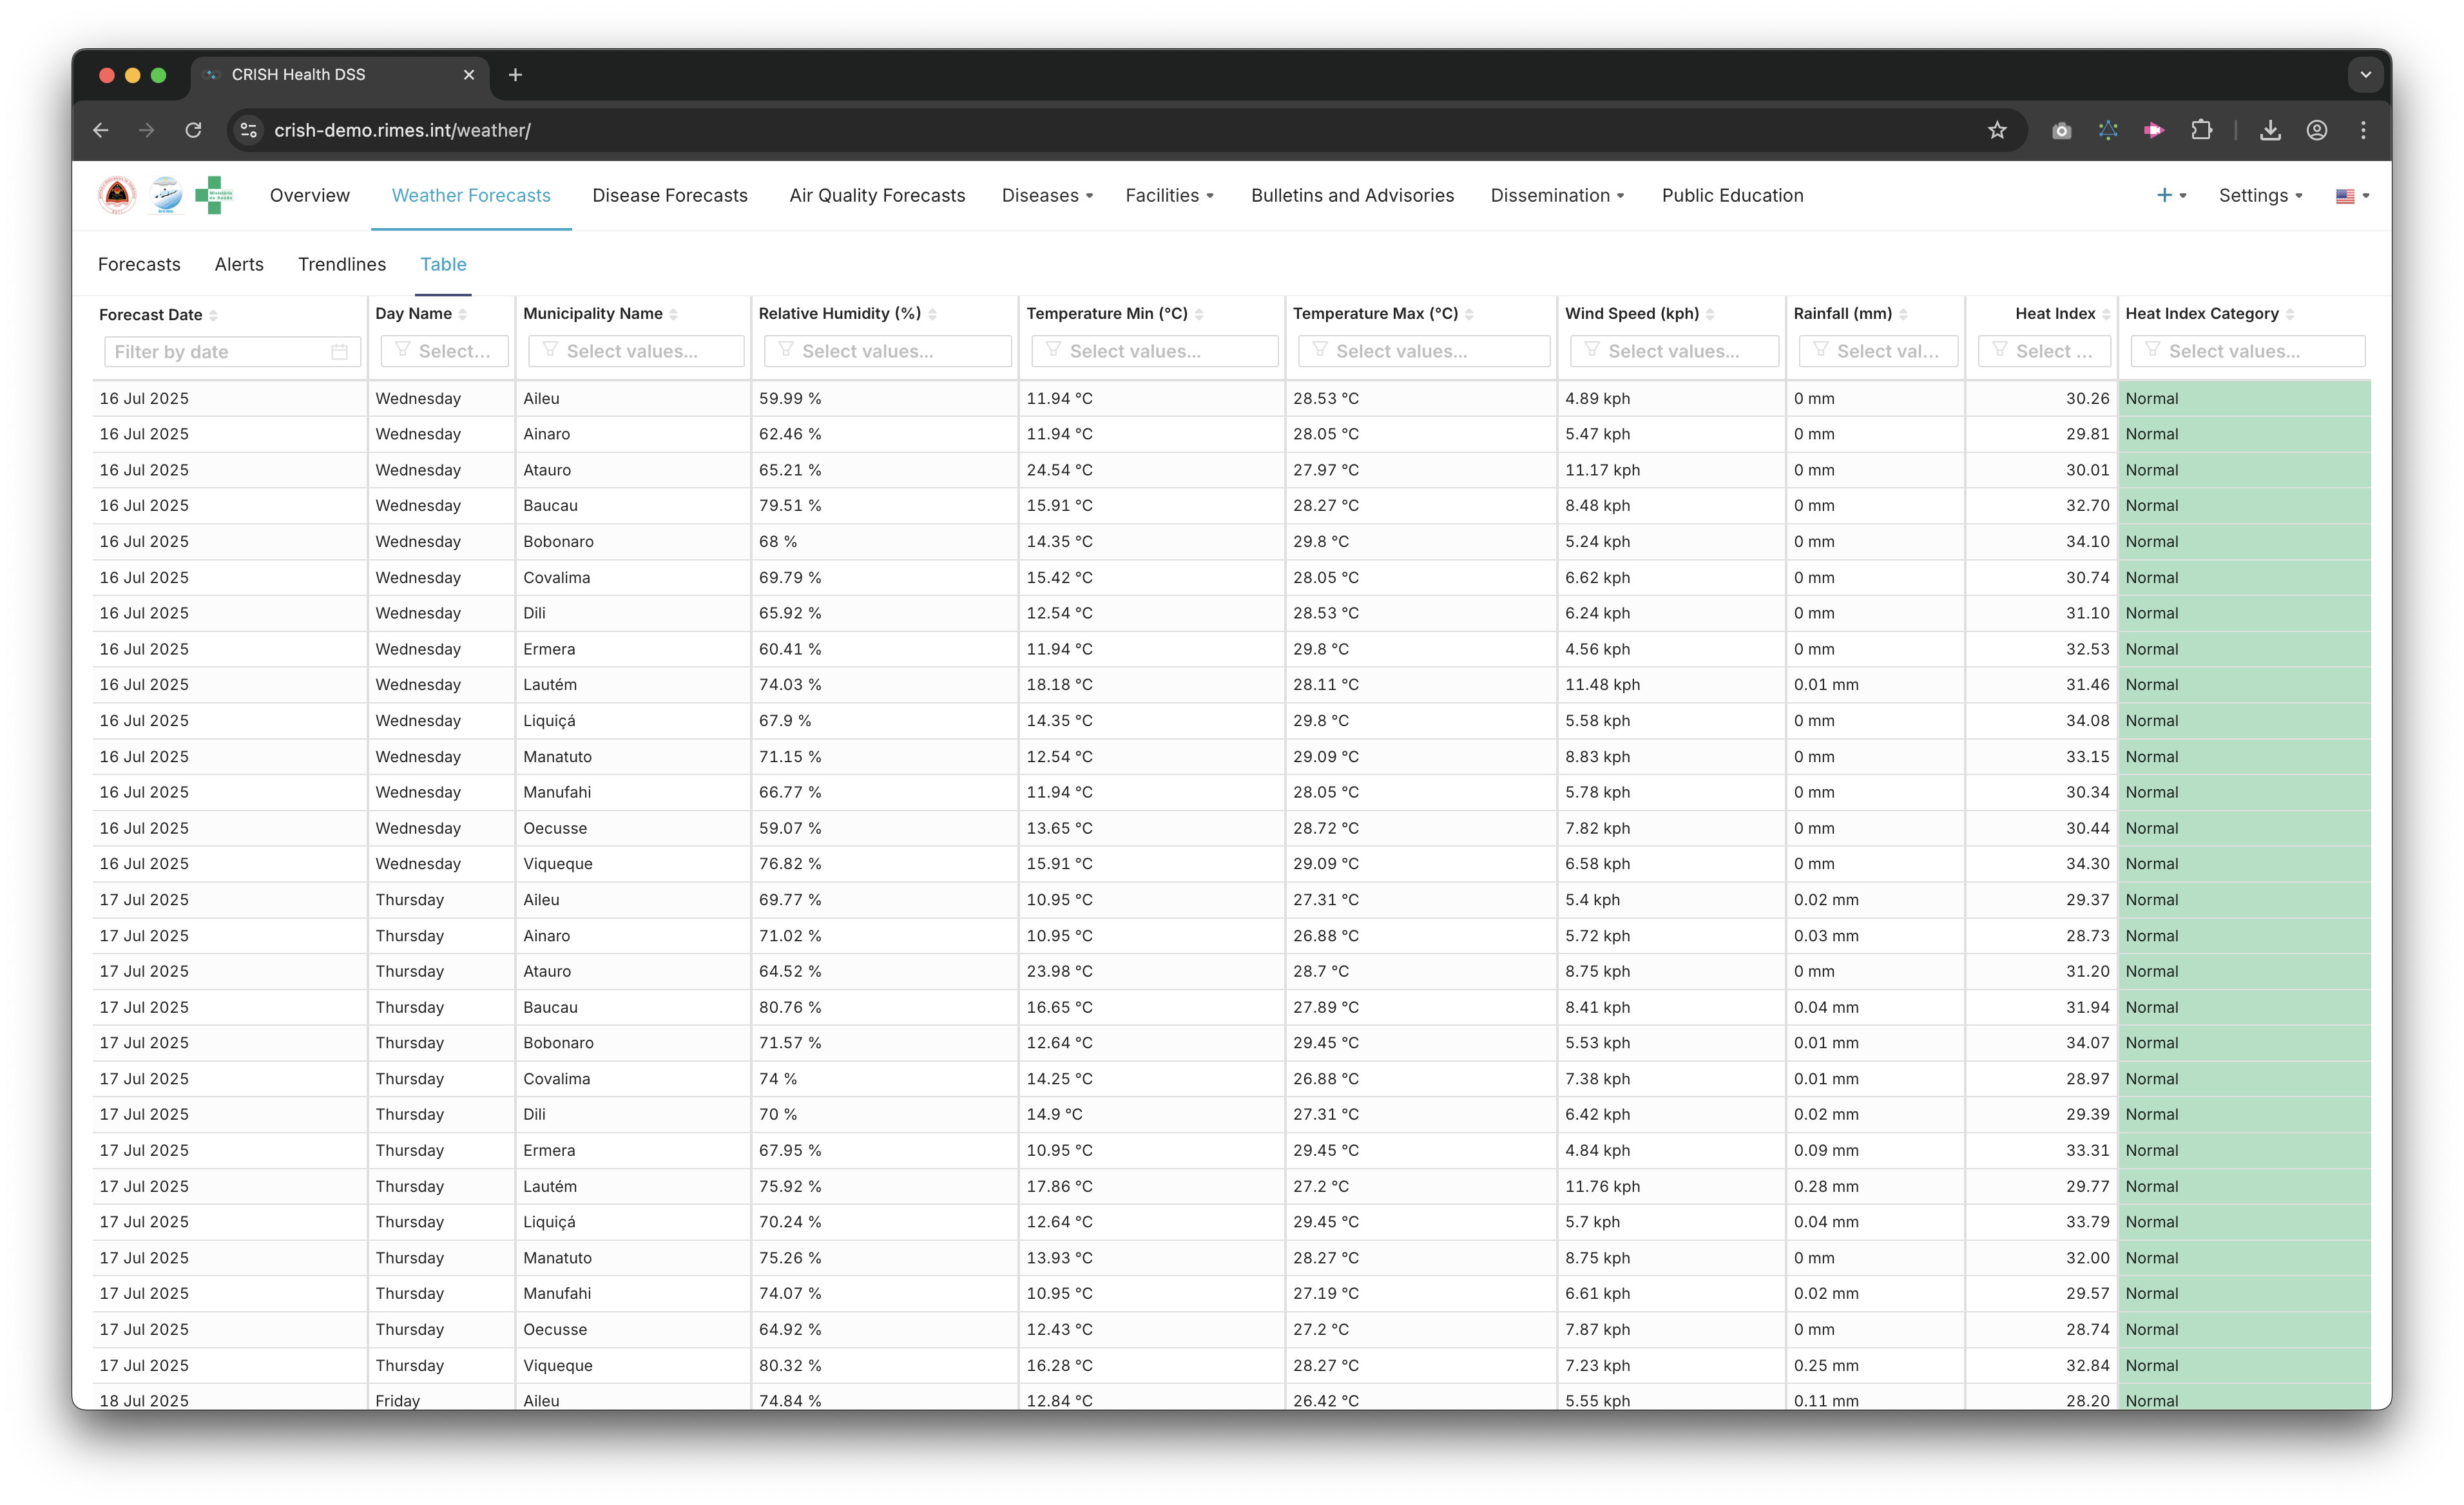 CRISH Health DSS
crish-demo.rimes.int/weather/
Overview Weather Forecasts Disease Forecasts Air Quality Forecasts Diseases Facilities Bulletins and Advisories Dissemination Public Education Settings
Forecasts Alerts Trendlines Table
Forecast Date Day Name Municipality Name Relative Humidity (%) Temperature Min (°C) Temperature Max (°C) Wind Speed (kph) Rainfall (mm) Heat Index Heat Index Category
Filter by date Select... Select values... Select values... Select values... Select values... Select values... Select val... Select ... Select values...
16 Jul 2025 Wednesday Aileu 59.99 % 11.94 °C 28.53 °C 4.89 kph 0 mm 30.26 Normal
16 Jul 2025 Wednesday Ainaro 62.46 % 11.94 °C 28.05 °C 5.47 kph 0 mm 29.81 Normal
16 Jul 2025 Wednesday Atauro 65.21 % 24.54 °C 27.97 °C 11.17 kph 0 mm 30.01 Normal
16 Jul 2025 Wednesday Baucau 79.51 % 15.91 °C 28.27 °C 8.48 kph 0 mm 32.70 Normal
16 Jul 2025 Wednesday Bobonaro 68 % 14.35 °C 29.8 °C 5.24 kph 0 mm 34.10 Normal
16 Jul 2025 Wednesday Covalima 69.79 % 15.42 °C 28.05 °C 6.62 kph 0 mm 30.74 Normal
16 Jul 2025 Wednesday Dili 65.92 % 12.54 °C 28.53 °C 6.24 kph 0 mm 31.10 Normal
16 Jul 2025 Wednesday Ermera 60.41 % 11.94 °C 29.8 °C 4.56 kph 0 mm 32.53 Normal
16 Jul 2025 Wednesday Lautém 74.03 % 18.18 °C 28.11 °C 11.48 kph 0.01 mm 31.46 Normal
16 Jul 2025 Wednesday Liquiçá 67.9 % 14.35 °C 29.8 °C 5.58 kph 0 mm 34.08 Normal
16 Jul 2025 Wednesday Manatuto 71.15 % 12.54 °C 29.09 °C 8.83 kph 0 mm 33.15 Normal
16 Jul 2025 Wednesday Manufahi 66.77 % 11.94 °C 28.05 °C 5.78 kph 0 mm 30.34 Normal
16 Jul 2025 Wednesday Oecusse 59.07 % 13.65 °C 28.72 °C 7.82 kph 0 mm 30.44 Normal
16 Jul 2025 Wednesday Viqueque 76.82 % 15.91 °C 29.09 °C 6.58 kph 0 mm 34.30 Normal
17 Jul 2025 Thursday Aileu 69.77 % 10.95 °C 27.31 °C 5.4 kph 0.02 mm 29.37 Normal
17 Jul 2025 Thursday Ainaro 71.02 % 10.95 °C 26.88 °C 5.72 kph 0.03 mm 28.73 Normal
17 Jul 2025 Thursday Atauro 64.52 % 23.98 °C 28.7 °C 8.75 kph 0 mm 31.20 Normal
17 Jul 2025 Thursday Baucau 80.76 % 16.65 °C 27.89 °C 8.41 kph 0.04 mm 31.94 Normal
17 Jul 2025 Thursday Bobonaro 71.57 % 12.64 °C 29.45 °C 5.53 kph 0.01 mm 34.07 Normal
17 Jul 2025 Thursday Covalima 74 % 14.25 °C 26.88 °C 7.38 kph 0.01 mm 28.97 Normal
17 Jul 2025 Thursday Dili 70 % 14.9 °C 27.31 °C 6.42 kph 0.02 mm 29.39 Normal
17 Jul 2025 Thursday Ermera 67.95 % 10.95 °C 29.45 °C 4.84 kph 0.09 mm 33.31 Normal
17 Jul 2025 Thursday Lautém 75.92 % 17.86 °C 27.2 °C 11.76 kph 0.28 mm 29.77 Normal
17 Jul 2025 Thursday Liquiçá 70.24 % 12.64 °C 29.45 °C 5.7 kph 0.04 mm 33.79 Normal
17 Jul 2025 Thursday Manatuto 75.26 % 13.93 °C 28.27 °C 8.75 kph 0 mm 32.00 Normal
17 Jul 2025 Thursday Manufahi 74.07 % 10.95 °C 27.19 °C 6.61 kph 0.02 mm 29.57 Normal
17 Jul 2025 Thursday Oecusse 64.92 % 12.43 °C 27.2 °C 7.87 kph 0 mm 28.74 Normal
17 Jul 2025 Thursday Viqueque 80.32 % 16.28 °C 28.27 °C 7.23 kph 0.25 mm 32.84 Normal
18 Jul 2025 Friday Aileu 74.84 % 12.84 °C 26.42 °C 5.55 kph 0.11 mm 28.20 Normal